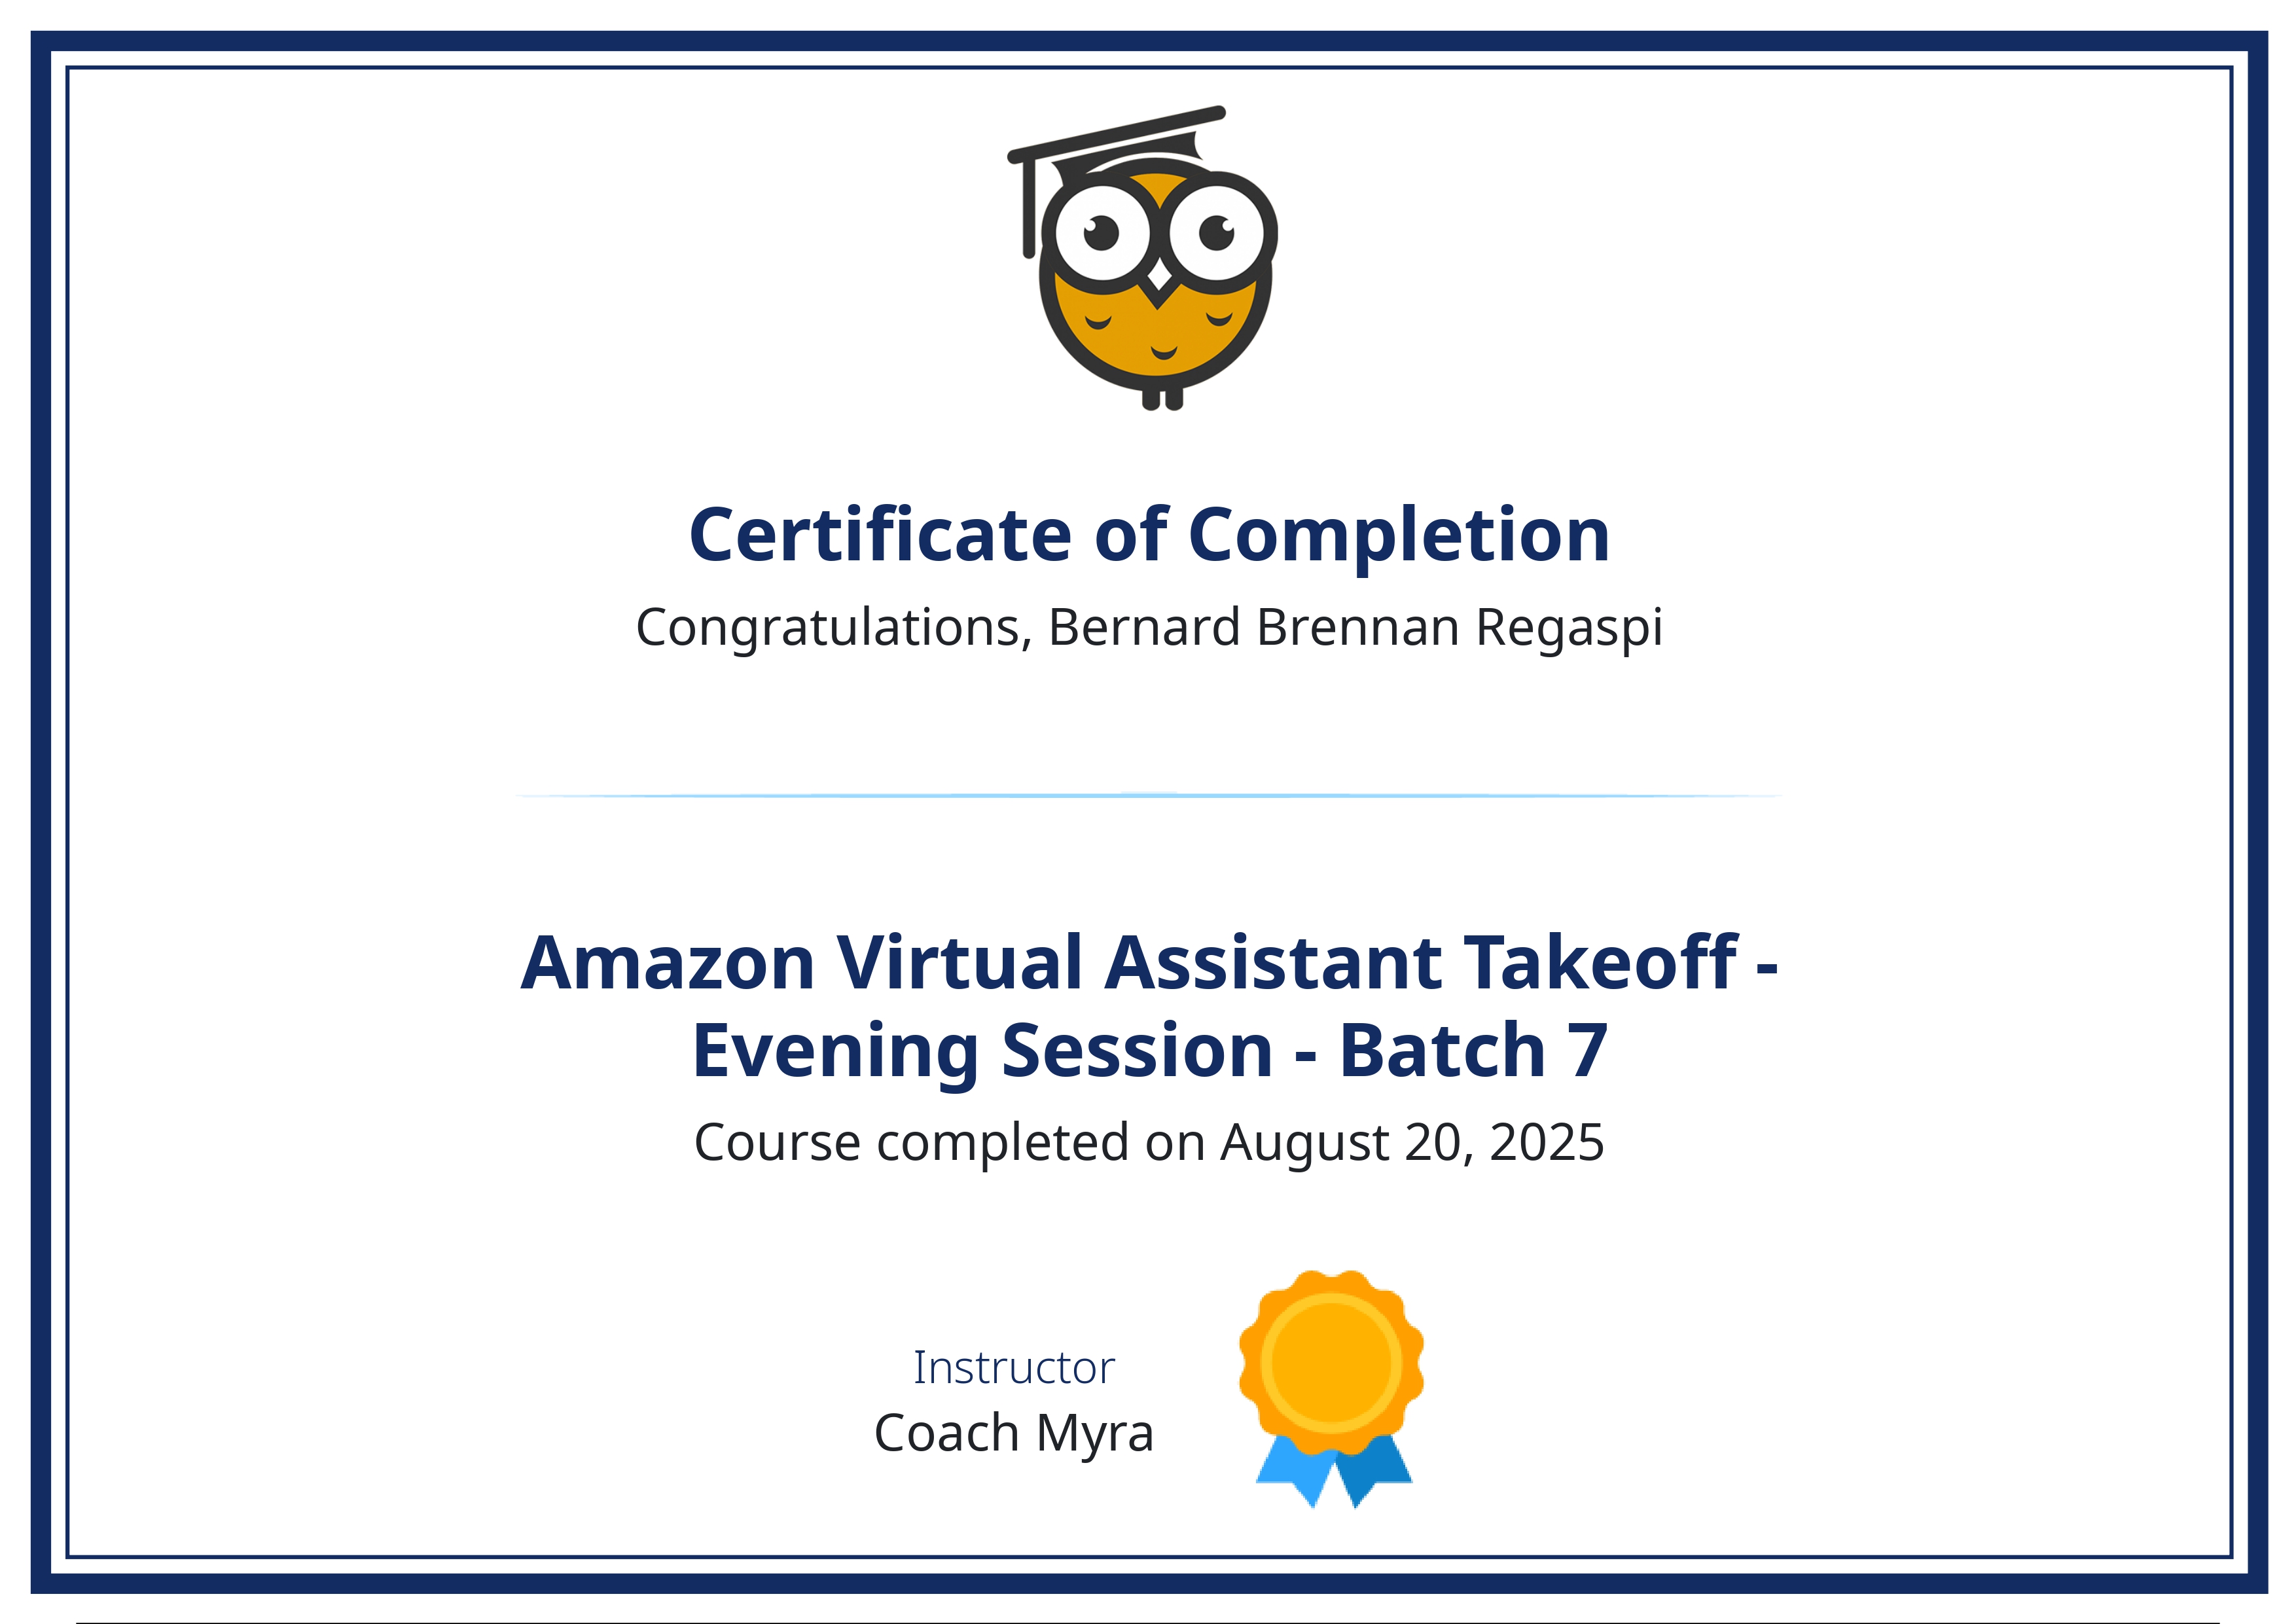 Certificate of Completion
Congratulations, Bernard Brennan Regaspi
Amazon Virtual Assistant Takeoff -
Evening Session - Batch 7
Course completed on August 20, 2025
Instructor
Coach Myra